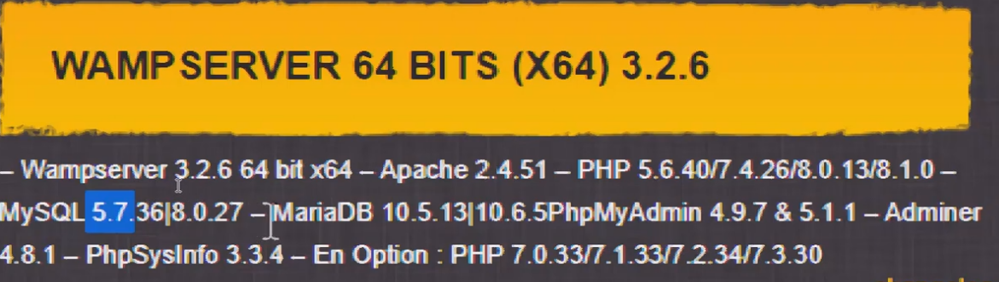 WAMPSERVER 64 BITS (X64) 3.2.6
– Wampserver 3.2.6 64 bit x64 – Apache 2.4.51 – PHP 5.6.40/7.4.26/8.0.13/8.1.0 –
MySQL 5.7.36|8.0.27 – MariaDB 10.5.13|10.6.5PhpMyAdmin 4.9.7 & 5.1.1 – Adminer
4.8.1 – PhpSysInfo 3.3.4 – En Option : PHP 7.0.33/7.1.33/7.2.34/7.3.30